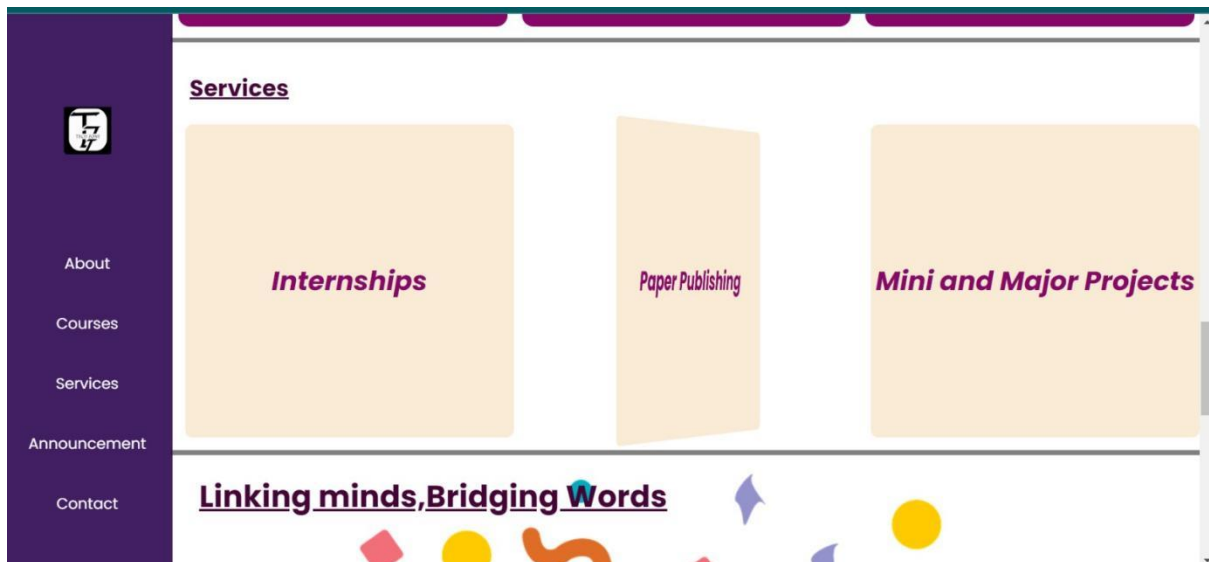 Services
About
Courses
Services
Announcement
Contact
Internships
Paper Publishing
Mini and Major Projects
Linking minds,Bridging Words